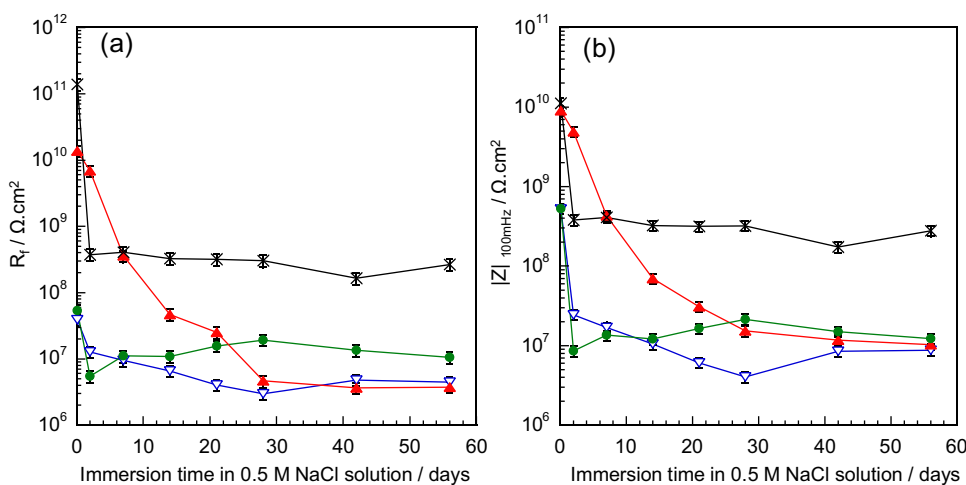 (a)
R_f / Ω.cm²
10¹²
10¹¹
10¹⁰
10⁹
10⁸
10⁷
10⁶
0 10 20 30 40 50 60
Immersion time in 0.5 M NaCl solution / days
(b)
|Z| ₁₀₀ₘHz / Ω.cm²
10¹¹
10¹⁰
10⁹
10⁸
10⁷
10⁶
0 10 20 30 40 50 60
Immersion time in 0.5 M NaCl solution / days